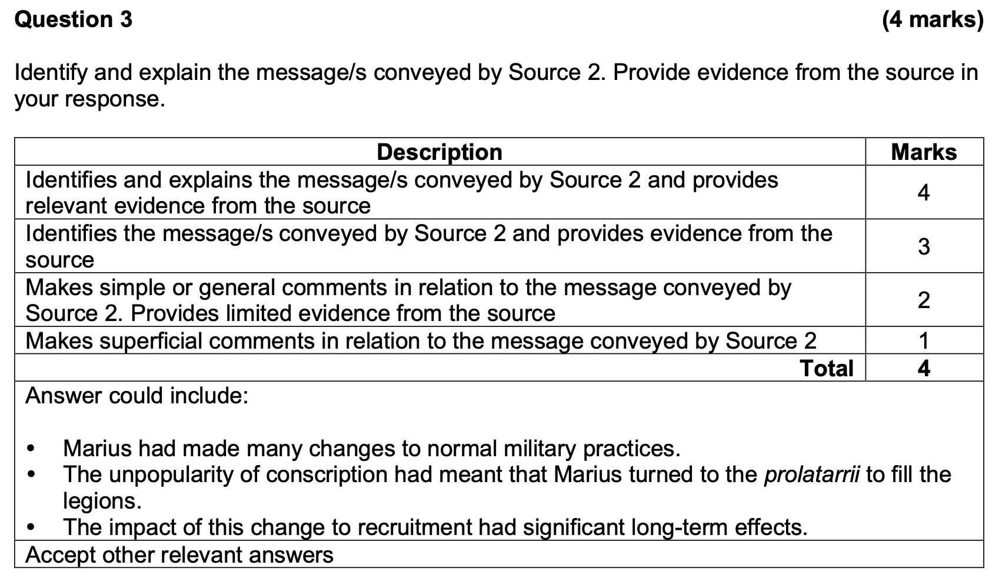 Question 3 (4 marks)
Identify and explain the message/s conveyed by Source 2. Provide evidence from the source in
your response.
Description Marks
Identifies and explains the message/s conveyed by Source 2 and provides
relevant evidence from the source
4
Identifies the message/s conveyed by Source 2 and provides evidence from the
source
3
Makes simple or general comments in relation to the message conveyed by
Source 2. Provides limited evidence from the source
2
Makes superficial comments in relation to the message conveyed by Source 2 1
Total 4
Answer could include:
• Marius had made many changes to normal military practices.
• The unpopularity of conscription had meant that Marius turned to the prolatarrii to fill the
legions.
• The impact of this change to recruitment had significant long-term effects.
Accept other relevant answers